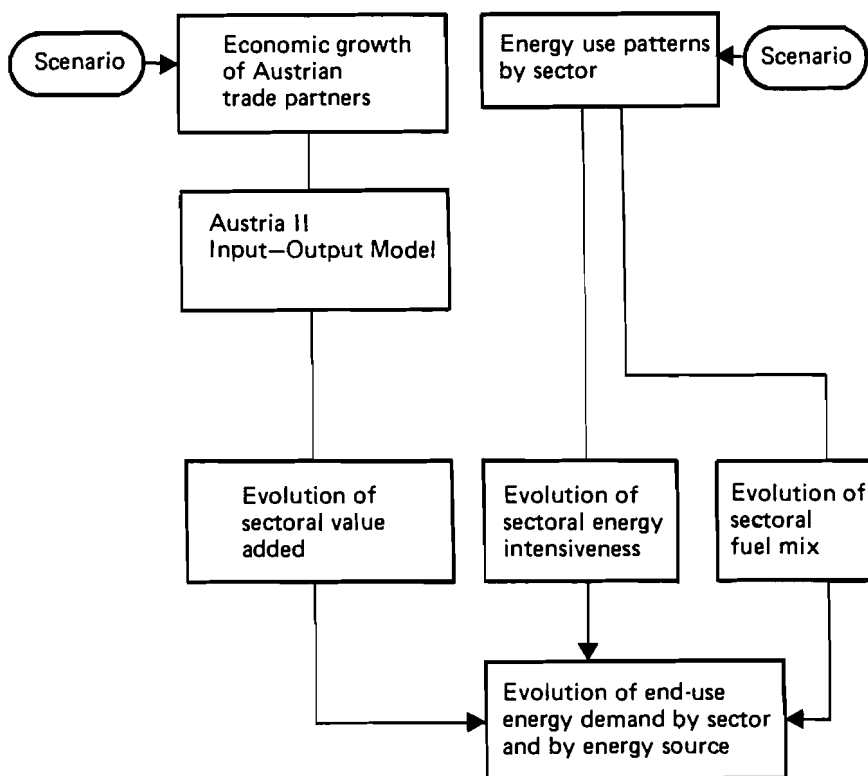 Scenario
Economic growth
of Austrian
trade partners
Energy use patterns
by sector
Scenario
Austria II
Input–Output Model
Evolution of
sectoral value
added
Evolution of
sectoral energy
intensiveness
Evolution of
sectoral
fuel mix
Evolution of end-use
energy demand by sector
and by energy source